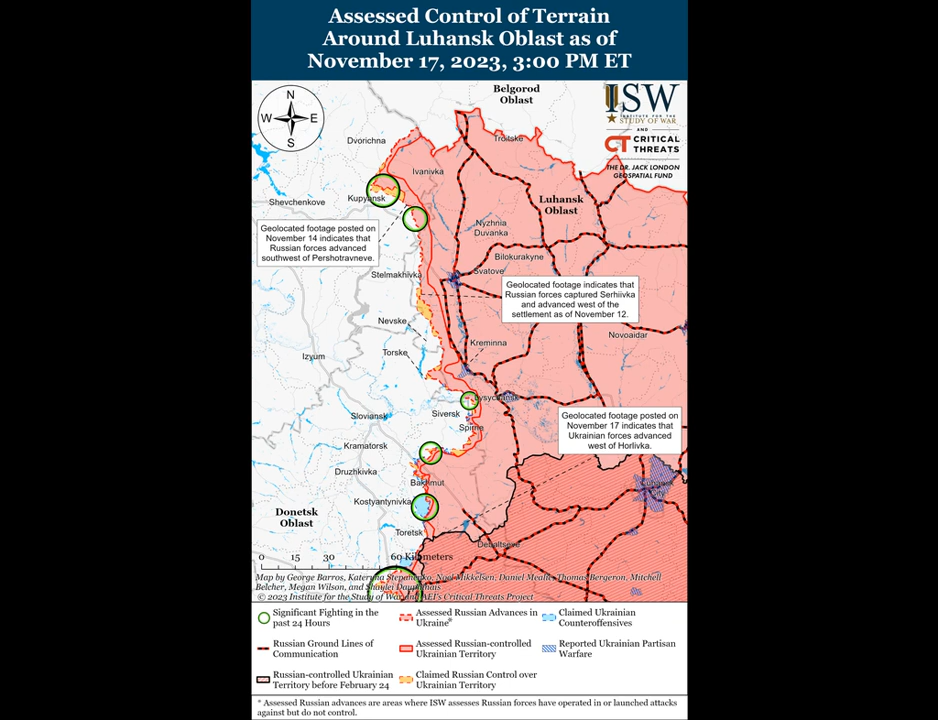 Assessed Control of Terrain
Around Luhansk Oblast as of
November 17, 2023, 3:00 PM ET
Belgorod
Oblast
N
W E
S
ISW
INSTITUTE FOR THE
STUDY OF WAR
AND
CT CRITICAL
THREATS
THE DR. JACK LONDON
GEOSPATIAL FUND
Dvorichna
Troitske
Ivanivka
Shevchenkove
Kupyansk
Luhansk
Oblast
Geolocated footage posted on
November 14 indicates that
Russian forces advanced
southwest of Pershotravneve.
Nyzhnia
Duvanka
Bilokurakyne
Stelmakhivka
Svatove
Geolocated footage indicates that
Russian forces captured Serhiivka
and advanced west of the
settlement as of November 12.
Nevske
Novoaidar
Kreminna
Torske
Izyum
Lysychansk
Siversk
Sloviansk
Spirne
Geolocated footage posted on
November 17 indicates that
Ukrainian forces advanced
west of Horlivka.
Kramatorsk
Druzhkivka
Bakhmut
Luhansk
City
Kostyantynivka
Donetsk
Oblast
Toretsk
Debaltseve
0 15 30 60 Kilometers
Map by George Barros, Kateryna Stepanenko, Noel Mikkelsen, Daniel Mealie, Thomas Bergeron, Mitchell
Belcher, Megan Wilson, and
© 2023 Institute for the Study of War and AEI's Critical Threats Project
Significant Fighting in the
past 24 Hours
Assessed Russian Advances in
Ukraine*
Claimed Ukrainian
Counteroffensives
Russian Ground Lines of
Communication
Assessed Russian-controlled
Ukrainian Territory
Reported Ukrainian Partisan
Warfare
Russian-controlled Ukrainian
Territory before February 24
Claimed Russian Control over
Ukrainian Territory
* Assessed Russian advances are areas where ISW assesses Russian forces have operated in or launched attacks
against but do not control.